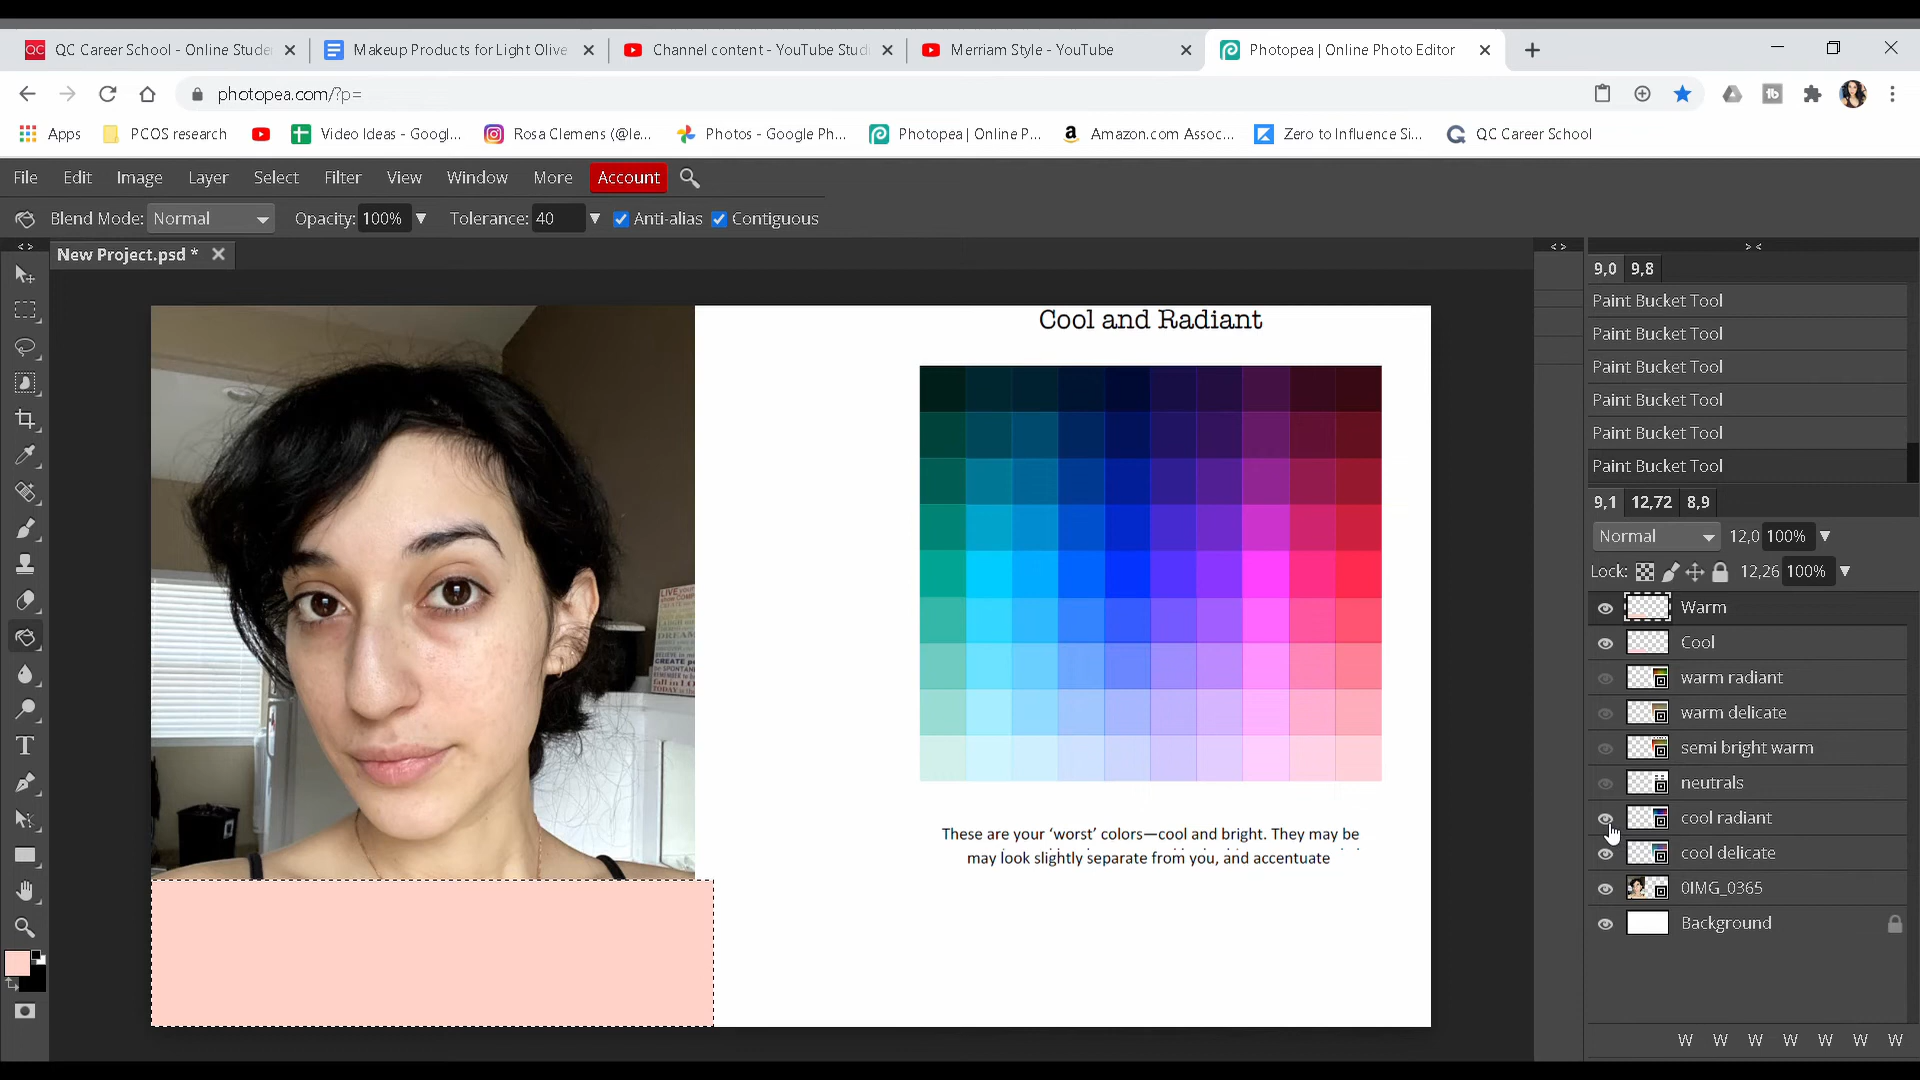 QC Career School - Online Stude
Makeup Products for Light Olive
Channel content - YouTube Studi
Merriam Style - YouTube
Photopea | Online Photo Editor
photopea.com/?p=
Apps
PCOS research
Video Ideas - Googl...
Rosa Clemens (@le...
Photos - Google Ph...
Photopea | Online P...
Amazon.com Assoc...
Zero to Influence Si...
QC Career School
File
Edit
Image
Layer
Select
Filter
View
Window
More
Account
Blend Mode: Normal
Opacity: 100%
Tolerance: 40
Anti-alias
Contiguous
New Project.psd *
9,0
9,8
Paint Bucket Tool
Paint Bucket Tool
Paint Bucket Tool
Paint Bucket Tool
Paint Bucket Tool
Paint Bucket Tool
9,1
12,72
8,9
Normal
12,0 100%
Lock:
12,26 100%
Warm
Cool
warm radiant
warm delicate
semi bright warm
neutrals
cool radiant
cool delicate
0IMG_0365
Background
W W W W W W W
Cool and Radiant
These are your ‘worst’ colors—cool and bright. They may be
may look slightly separate from you, and accentuate